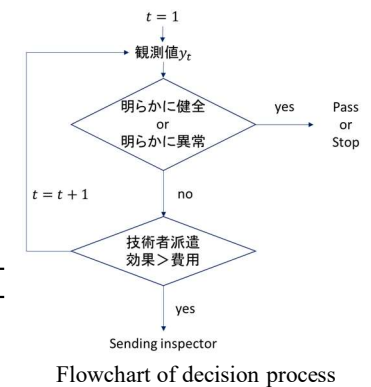 t = 1
観測値y_t
明らかに健全
or
明らかに異常
yes
Pass
or
Stop
no
t = t + 1
技術者派遣
効果＞費用
yes
Sending inspector
Flowchart of decision process